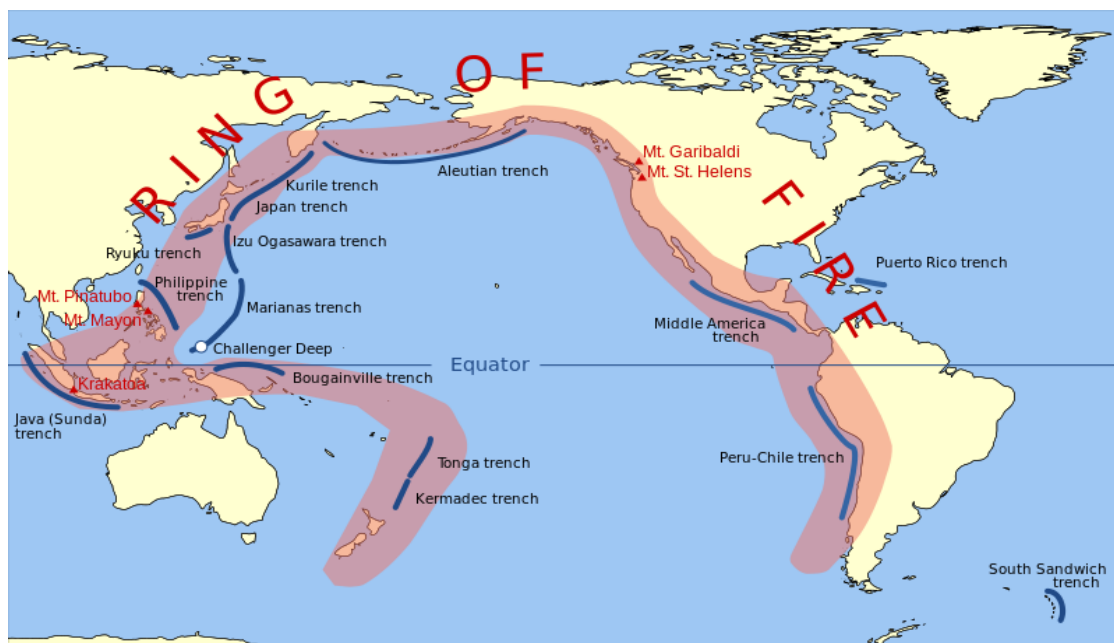 RING OF FIRE
Mt. Garibaldi
Mt. St. Helens
Aleutian trench
Kurile trench
Japan trench
Izu Ogasawara trench
Ryuku trench
Philippine
trench
Puerto Rico trench
Mt. Pinatubo
Mt. Mayon
Marianas trench
Middle America
trench
Challenger Deep
Equator
Bougainville trench
Krakatoa
Java (Sunda)
trench
Tonga trench
Peru-Chile trench
Kermadec trench
South Sandwich
trench